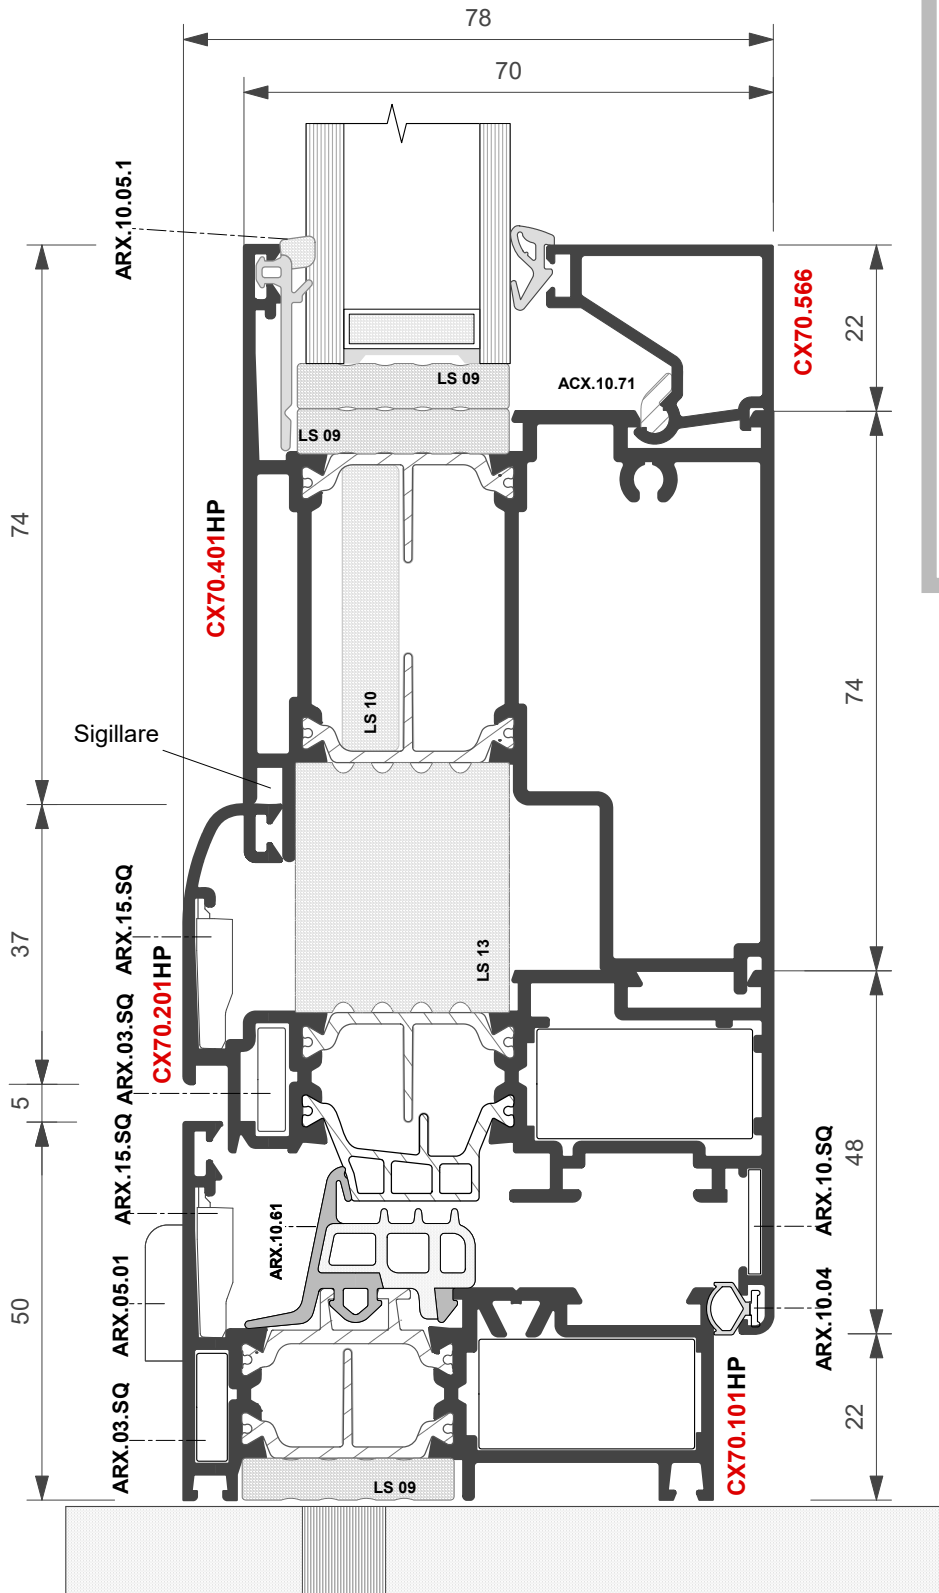 78
70
ARX.10.05.1
CX70.566
22
LS 09
ACX.10.71
LS 09
74
CX70.401HP
LS 10
74
Sigillare
ARX.15.SQ
37
LS 13
CX70.201HP
ARX.03.SQ
5
ARX.15.SQ
48
ARX.10.SQ
ARX.10.61
ARX.05.01
50
ARX.10.04
ARX.03.SQ
CX70.101HP
22
LS 09